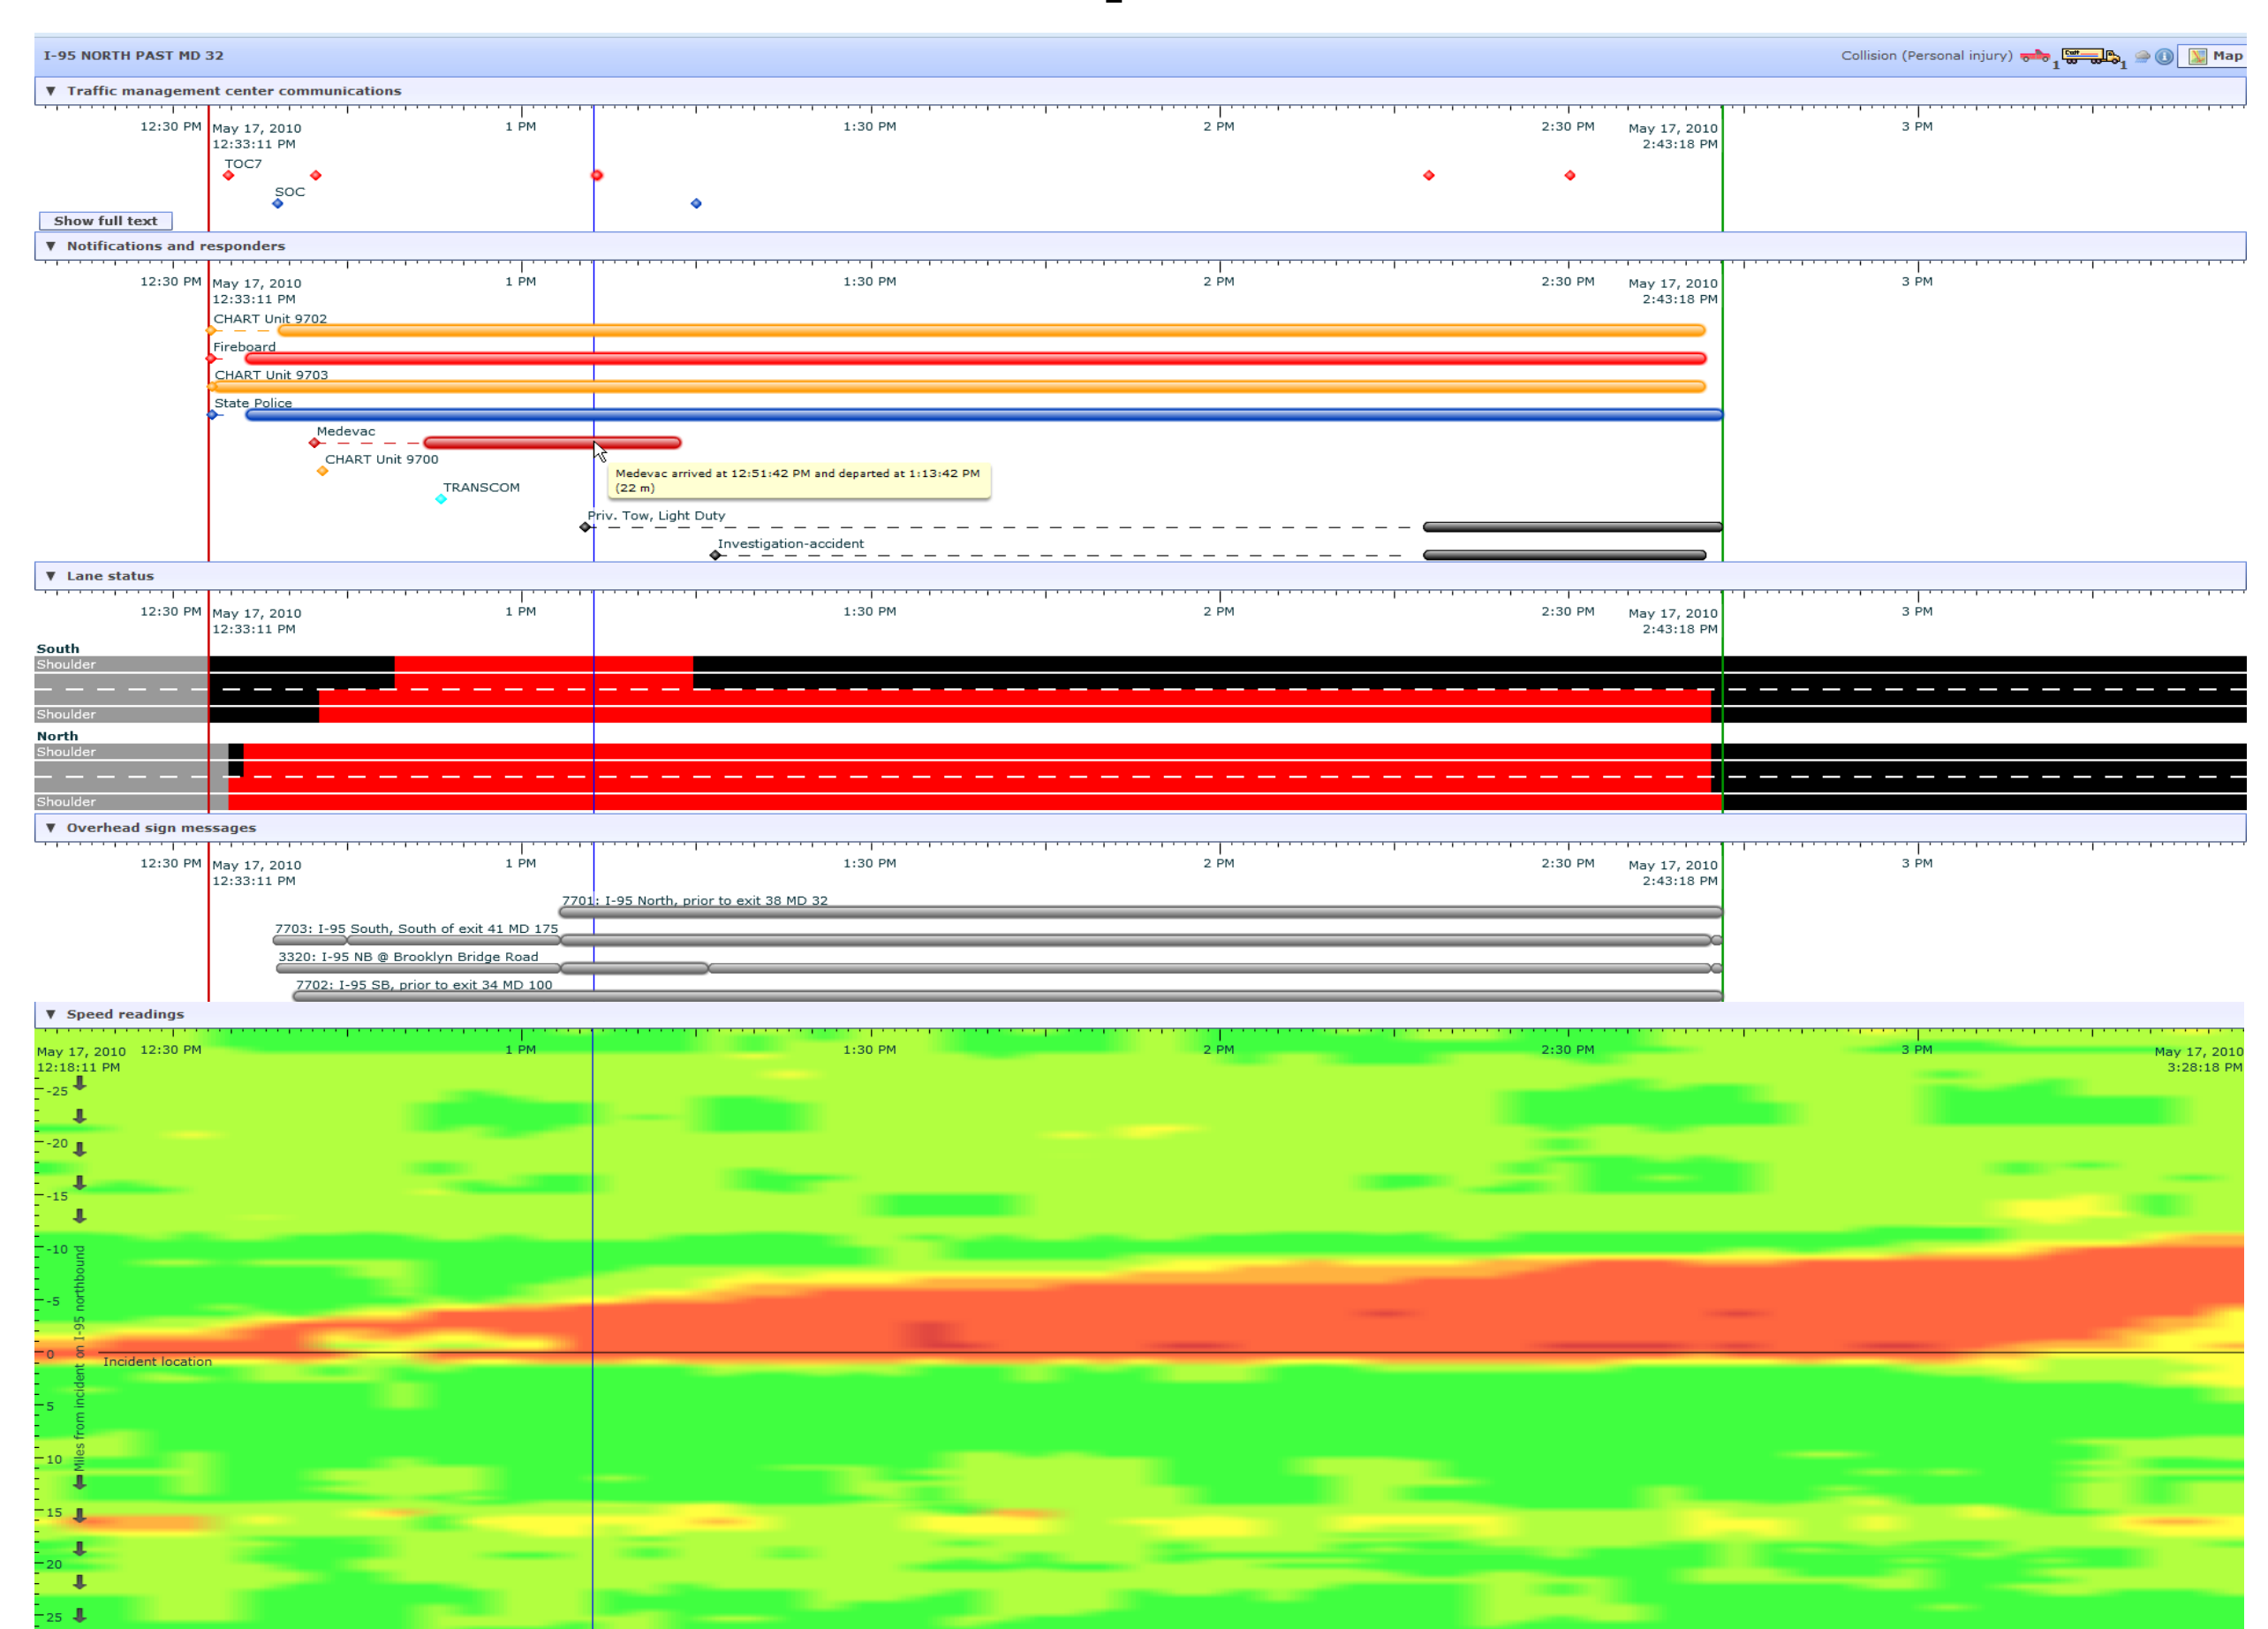 I-95 NORTH PAST MD 32
Collision (Personal injury) 1 1 Map
Traffic management center communications
12:30 PM May 17, 2010 1 PM 1:30 PM 2 PM 2:30 PM May 17, 2010 3 PM
12:33:11 PM 2:43:18 PM
TOC7
SOC
Show full text
Notifications and responders
12:30 PM May 17, 2010 1 PM 1:30 PM 2 PM 2:30 PM May 17, 2010 3 PM
12:33:11 PM 2:43:18 PM
CHART Unit 9702
Fireboard
CHART Unit 9703
State Police
Medevac
CHART Unit 9700
Medevac arrived at 12:51:42 PM and departed at 1:13:42 PM
(22 m)
TRANSCOM
Priv. Tow, Light Duty
Investigation-accident
Lane status
12:30 PM May 17, 2010 1 PM 1:30 PM 2 PM 2:30 PM May 17, 2010 3 PM
12:33:11 PM 2:43:18 PM
South
Shoulder
Shoulder
North
Shoulder
Shoulder
Overhead sign messages
12:30 PM May 17, 2010 1 PM 1:30 PM 2 PM 2:30 PM May 17, 2010 3 PM
12:33:11 PM 2:43:18 PM
7701: I-95 North, prior to exit 38 MD 32
7703: I-95 South, South of exit 41 MD 175
3320: I-95 NB @ Brooklyn Bridge Road
7702: I-95 SB, prior to exit 34 MD 100
Speed readings
May 17, 2010 12:30 PM 1 PM 1:30 PM 2 PM 2:30 PM 3 PM May 17, 2010
12:18:11 PM 3:28:18 PM
-25
-20
-15
-10
-5
0
5
10
15
20
25
Miles from incident on I-95 northbound
Incident location